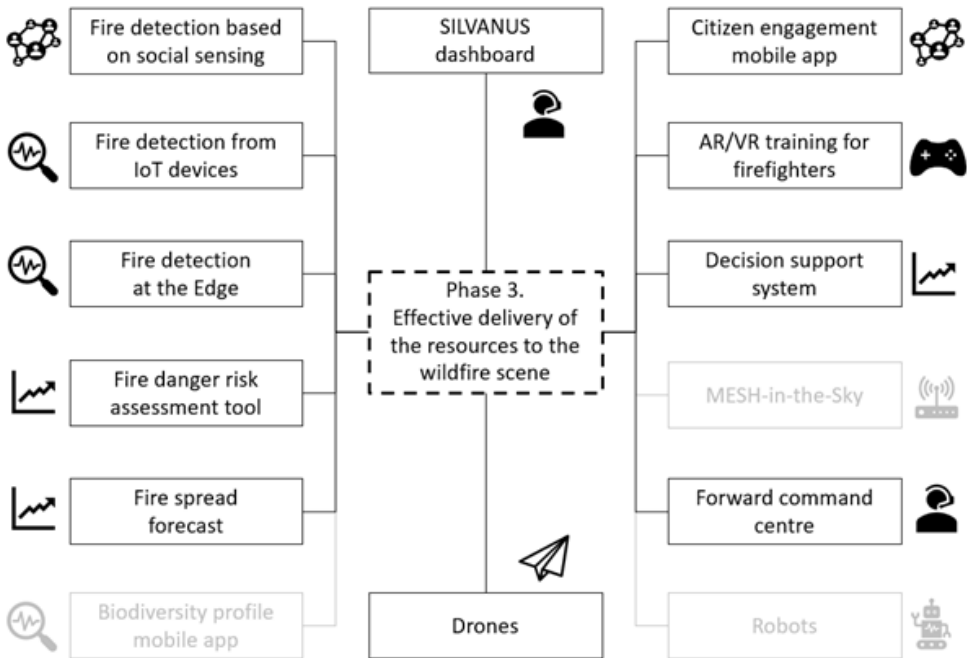 Fire detection based
on social sensing
SILVANUS
dashboard
Citizen engagement
mobile app
Fire detection from
IoT devices
AR/VR training for
firefighters
Fire detection
at the Edge
Phase 3.
Effective delivery of
the resources to the
wildfire scene
Decision support
system
Fire danger risk
assessment tool
MESH-in-the-Sky
Fire spread
forecast
Forward command
centre
Biodiversity profile
mobile app
Drones
Robots